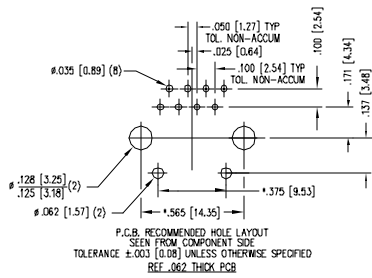 .050 [1.27] TYP
TOL. NON-ACCUM
.025 [0.64]
.100 [2.54] TYP
TOL. NON-ACCUM
.100 [2.54]
.171 [4.34]
.137 [3.48]
ø.035 [0.89] (8)
ø .128 [3.25]
.125 [3.18] (2)
ø.062 [1.57] (2)
*.375 [9.53]
*.565 [14.35]
P.C.B. RECOMMENDED HOLE LAYOUT
SEEN FROM COMPONENT SIDE
TOLERANCE ±.003 [0.08] UNLESS OTHERWISE SPECIFIED
REF .062 THICK PCB